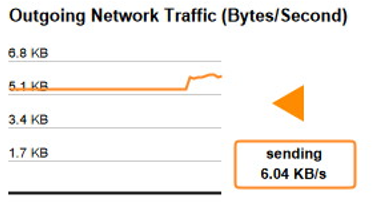 Outgoing Network Traffic (Bytes/Second)
6.8 KB
5.1 KB
3.4 KB
1.7 KB
sending
6.04 KB/s